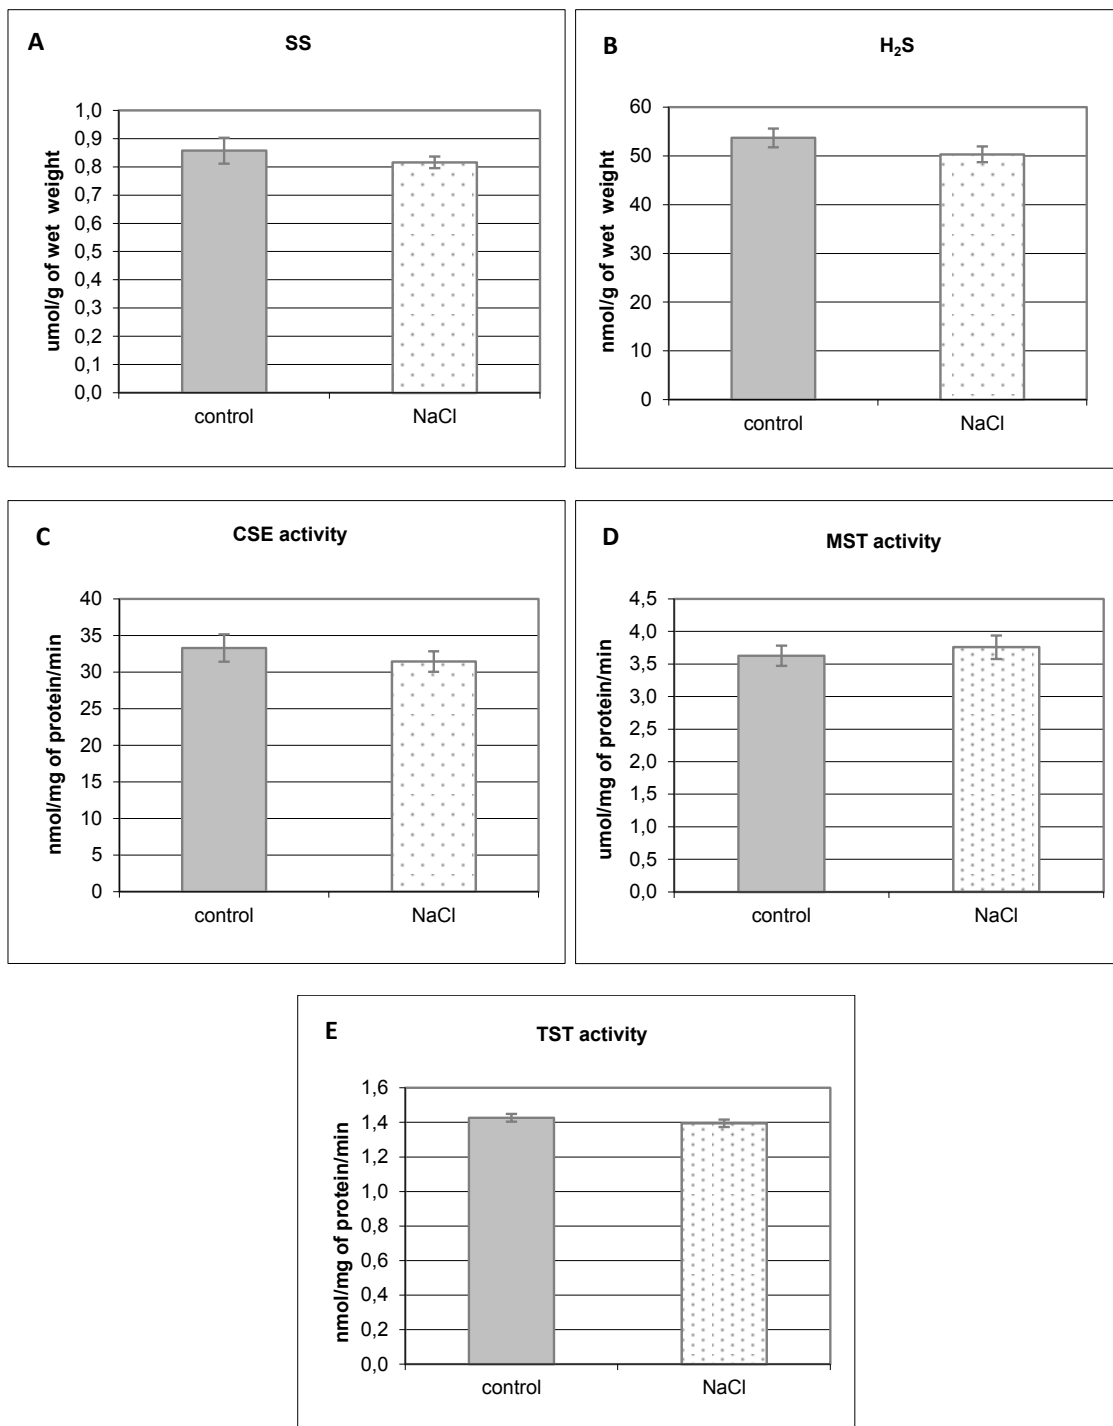 A
SS
umol/g of wet weight
1,0
0,9
0,8
0,7
0,6
0,5
0,4
0,3
0,2
0,1
0,0
control
NaCl
B
H₂S
nmol/g of wet weight
60
50
40
30
20
10
0
control
NaCl
C
CSE activity
nmol/mg of protein/min
40
35
30
25
20
15
10
5
0
control
NaCl
D
MST activity
umol/mg of protein/min
4,5
4,0
3,5
3,0
2,5
2,0
1,5
1,0
0,5
0,0
control
NaCl
E
TST activity
nmol/mg of protein/min
1,6
1,4
1,2
1,0
0,8
0,6
0,4
0,2
0,0
control
NaCl